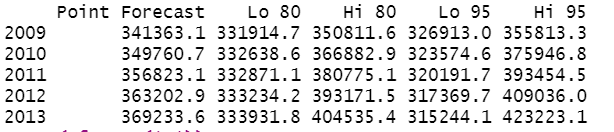 Point Forecast Lo 80 Hi 80 Lo 95 Hi 95
2009 341363.1 331914.7 350811.6 326913.0 355813.3
2010 349760.7 332638.6 366882.9 323574.6 375946.8
2011 356823.1 332871.1 380775.1 320191.7 393454.5
2012 363202.9 333234.2 393171.5 317369.7 409036.0
2013 369233.6 333931.8 404535.4 315244.1 423223.1